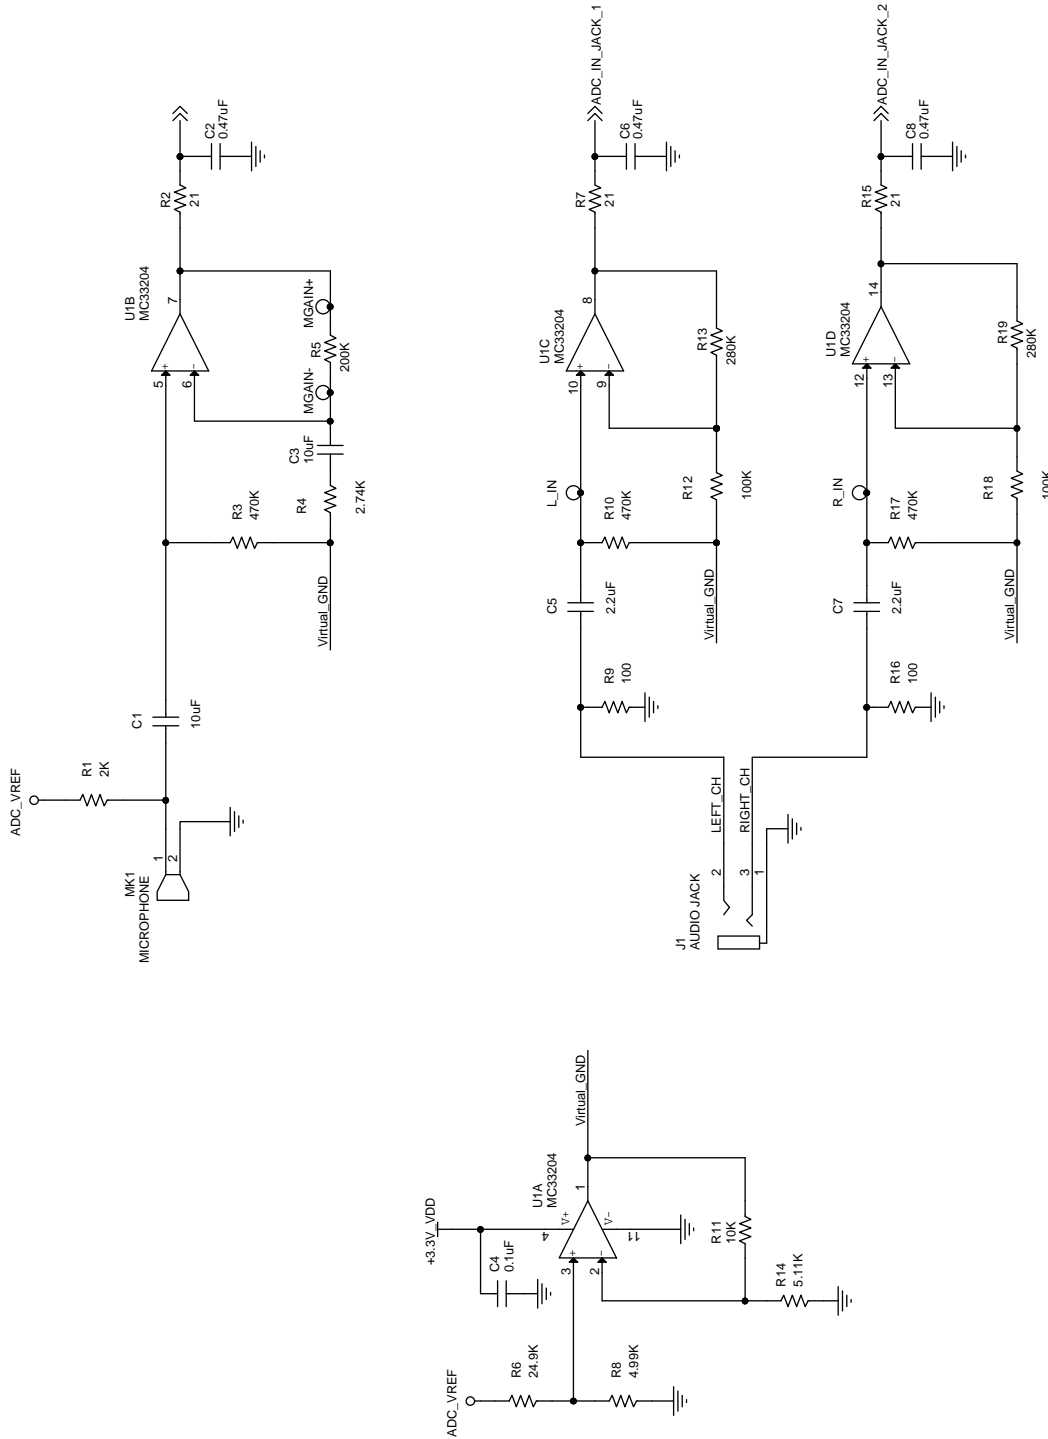 ADC_VREF
R1
2K
MK1
MICROPHONE
1
2
C1
10uF
R3
470K
Virtual_GND
R4
2.74K
C3
10uF
MGAIN-
R5
200K
MGAIN+
5
6
+
-
U1B
MC33204
7
R2
21
C2
0.47uF
J1
AUDIO JACK
2
3
1
LEFT_CH
RIGHT_CH
R9
100
C5
2.2uF
L_IN
R10
470K
Virtual_GND
R12
100K
10
9
+
-
U1C
MC33204
8
R13
280K
R7
21
C6
0.47uF
ADC_IN_JACK_1
R16
100
C7
2.2uF
R_IN
R17
470K
Virtual_GND
R18
100K
12
13
+
-
U1D
MC33204
14
R19
280K
R15
21
C8
0.47uF
ADC_IN_JACK_2
ADC_VREF
R6
24.9K
R8
4.99K
+3.3V_VDD
C4
0.1uF
3
2
4
11
V+
V-
+
-
U1A
MC33204
1
Virtual_GND
R11
10K
R14
5.11K